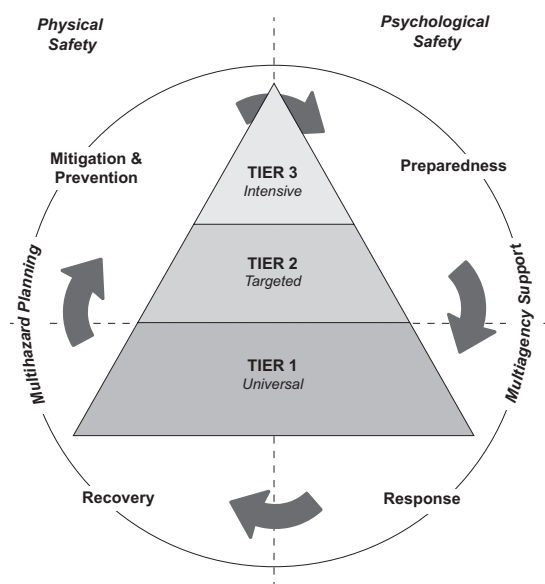 Physical
Safety
Psychological
Safety
Mitigation &
Prevention
Preparedness
TIER 3
Intensive
TIER 2
Targeted
TIER 1
Universal
Multihazard Planning
Multiagency Support
Recovery
Response